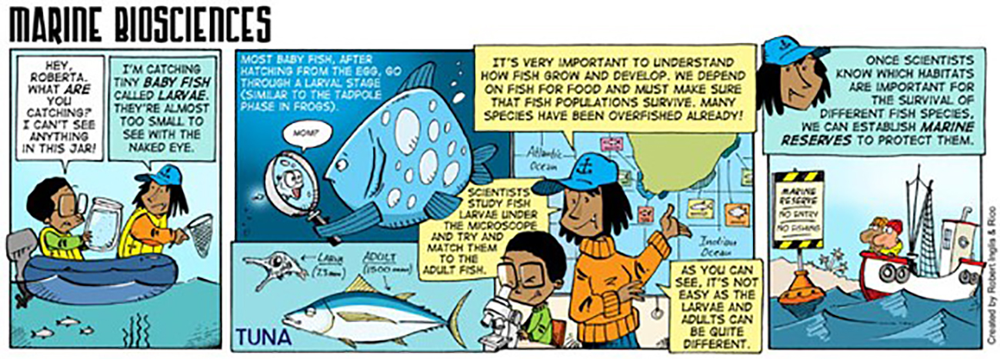 MARINE BIOSCIENCES
HEY,
ROBERTA.
WHAT ARE
YOU
CATCHING?
I CAN'T SEE
ANYTHING
IN THIS JAR!
I'M CATCHING
TINY BABY FISH
CALLED LARVAE.
THEY'RE ALMOST
TOO SMALL TO
SEE WITH THE
NAKED EYE.
MOST BABY FISH, AFTER
HATCHING FROM THE EGG, GO
THROUGH A LARVAL STAGE
(SIMILAR TO THE TADPOLE
PHASE IN FROGS).
MOM?
LARVA
(7.3 mm)
ADULT
(1500 mm)
TUNA
IT'S VERY IMPORTANT TO UNDERSTAND
HOW FISH GROW AND DEVELOP. WE DEPEND
ON FISH FOR FOOD AND MUST MAKE SURE
THAT FISH POPULATIONS SURVIVE. MANY
SPECIES HAVE BEEN OVERFISHED ALREADY!
Atlantic
Ocean
SCIENTISTS
STUDY FISH
LARVAE UNDER
THE MICROSCOPE
AND TRY AND
MATCH THEM
TO THE
ADULT FISH.
Indian
Ocean
AS YOU CAN
SEE, IT'S NOT
EASY AS THE
LARVAE AND
ADULTS CAN
BE QUITE
DIFFERENT.
ONCE SCIENTISTS
KNOW WHICH HABITATS
ARE IMPORTANT FOR
THE SURVIVAL OF
DIFFERENT FISH SPECIES,
WE CAN ESTABLISH MARINE
RESERVES TO PROTECT THEM.
MARINE
RESERVE
NO ENTRY
NO FISHING
Created by Robert Inglis & Roo